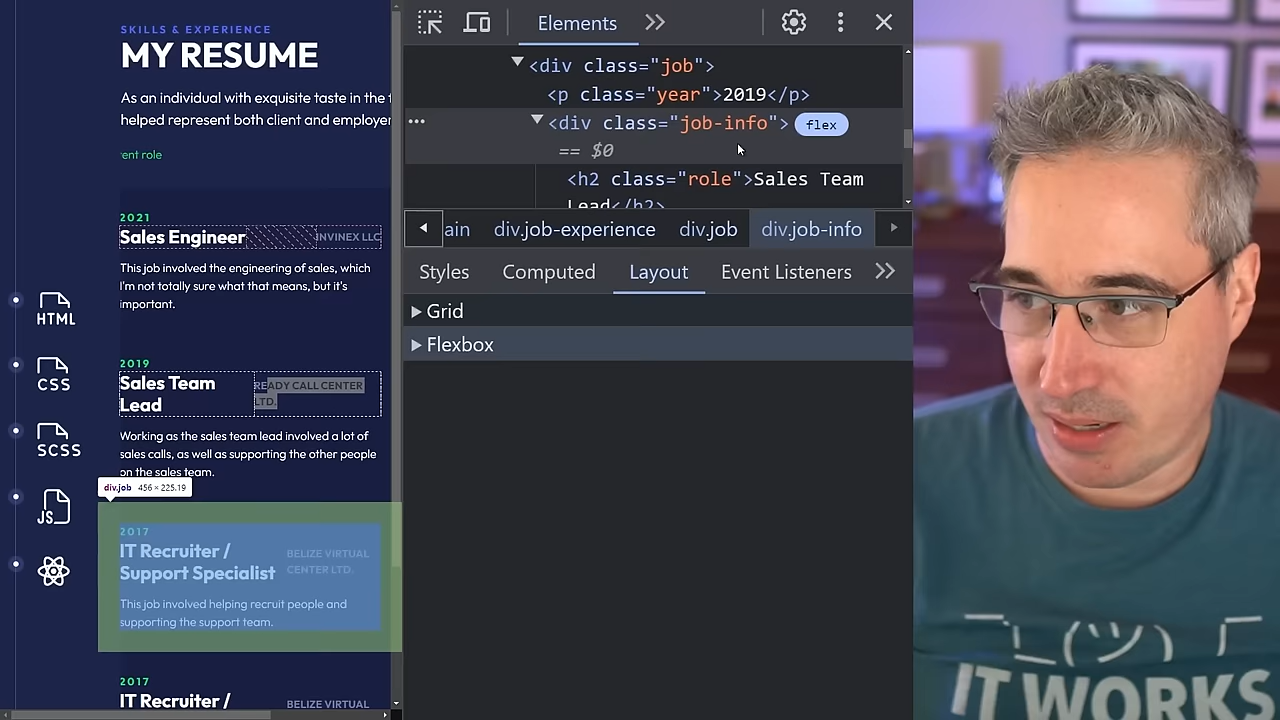 SKILLS & EXPERIENCE
MY RESUME
As an individual with exquisite taste in the
helped represent both client and employer
ent role
2021
Sales Engineer
INVINEX LLC
This job involved the engineering of sales, which
I'm not totally sure what that means, but it's
important.
2019
Sales Team
Lead
READY CALL CENTER
LTD.
Working as the sales team lead involved a lot of
sales calls, as well as supporting the other people
on the sales team.
div.job 456 × 225.19
2017
IT Recruiter /
Support Specialist
BELIZE VIRTUAL
CENTER LTD.
This job involved helping recruit people and
supporting the support team.
2017
IT Recruiter /
BELIZE VIRTUAL
HTML
CSS
SCSS
JS
Elements
<div class="job">
<p class="year">2019</p>
<div class="job-info"> flex
== $0
<h2 class="role">Sales Team
Lead</h2>
ain div.job-experience div.job div.job-info
Styles Computed Layout Event Listeners
Grid
Flexbox
¯\_(ツ)_/¯
IT WORKS